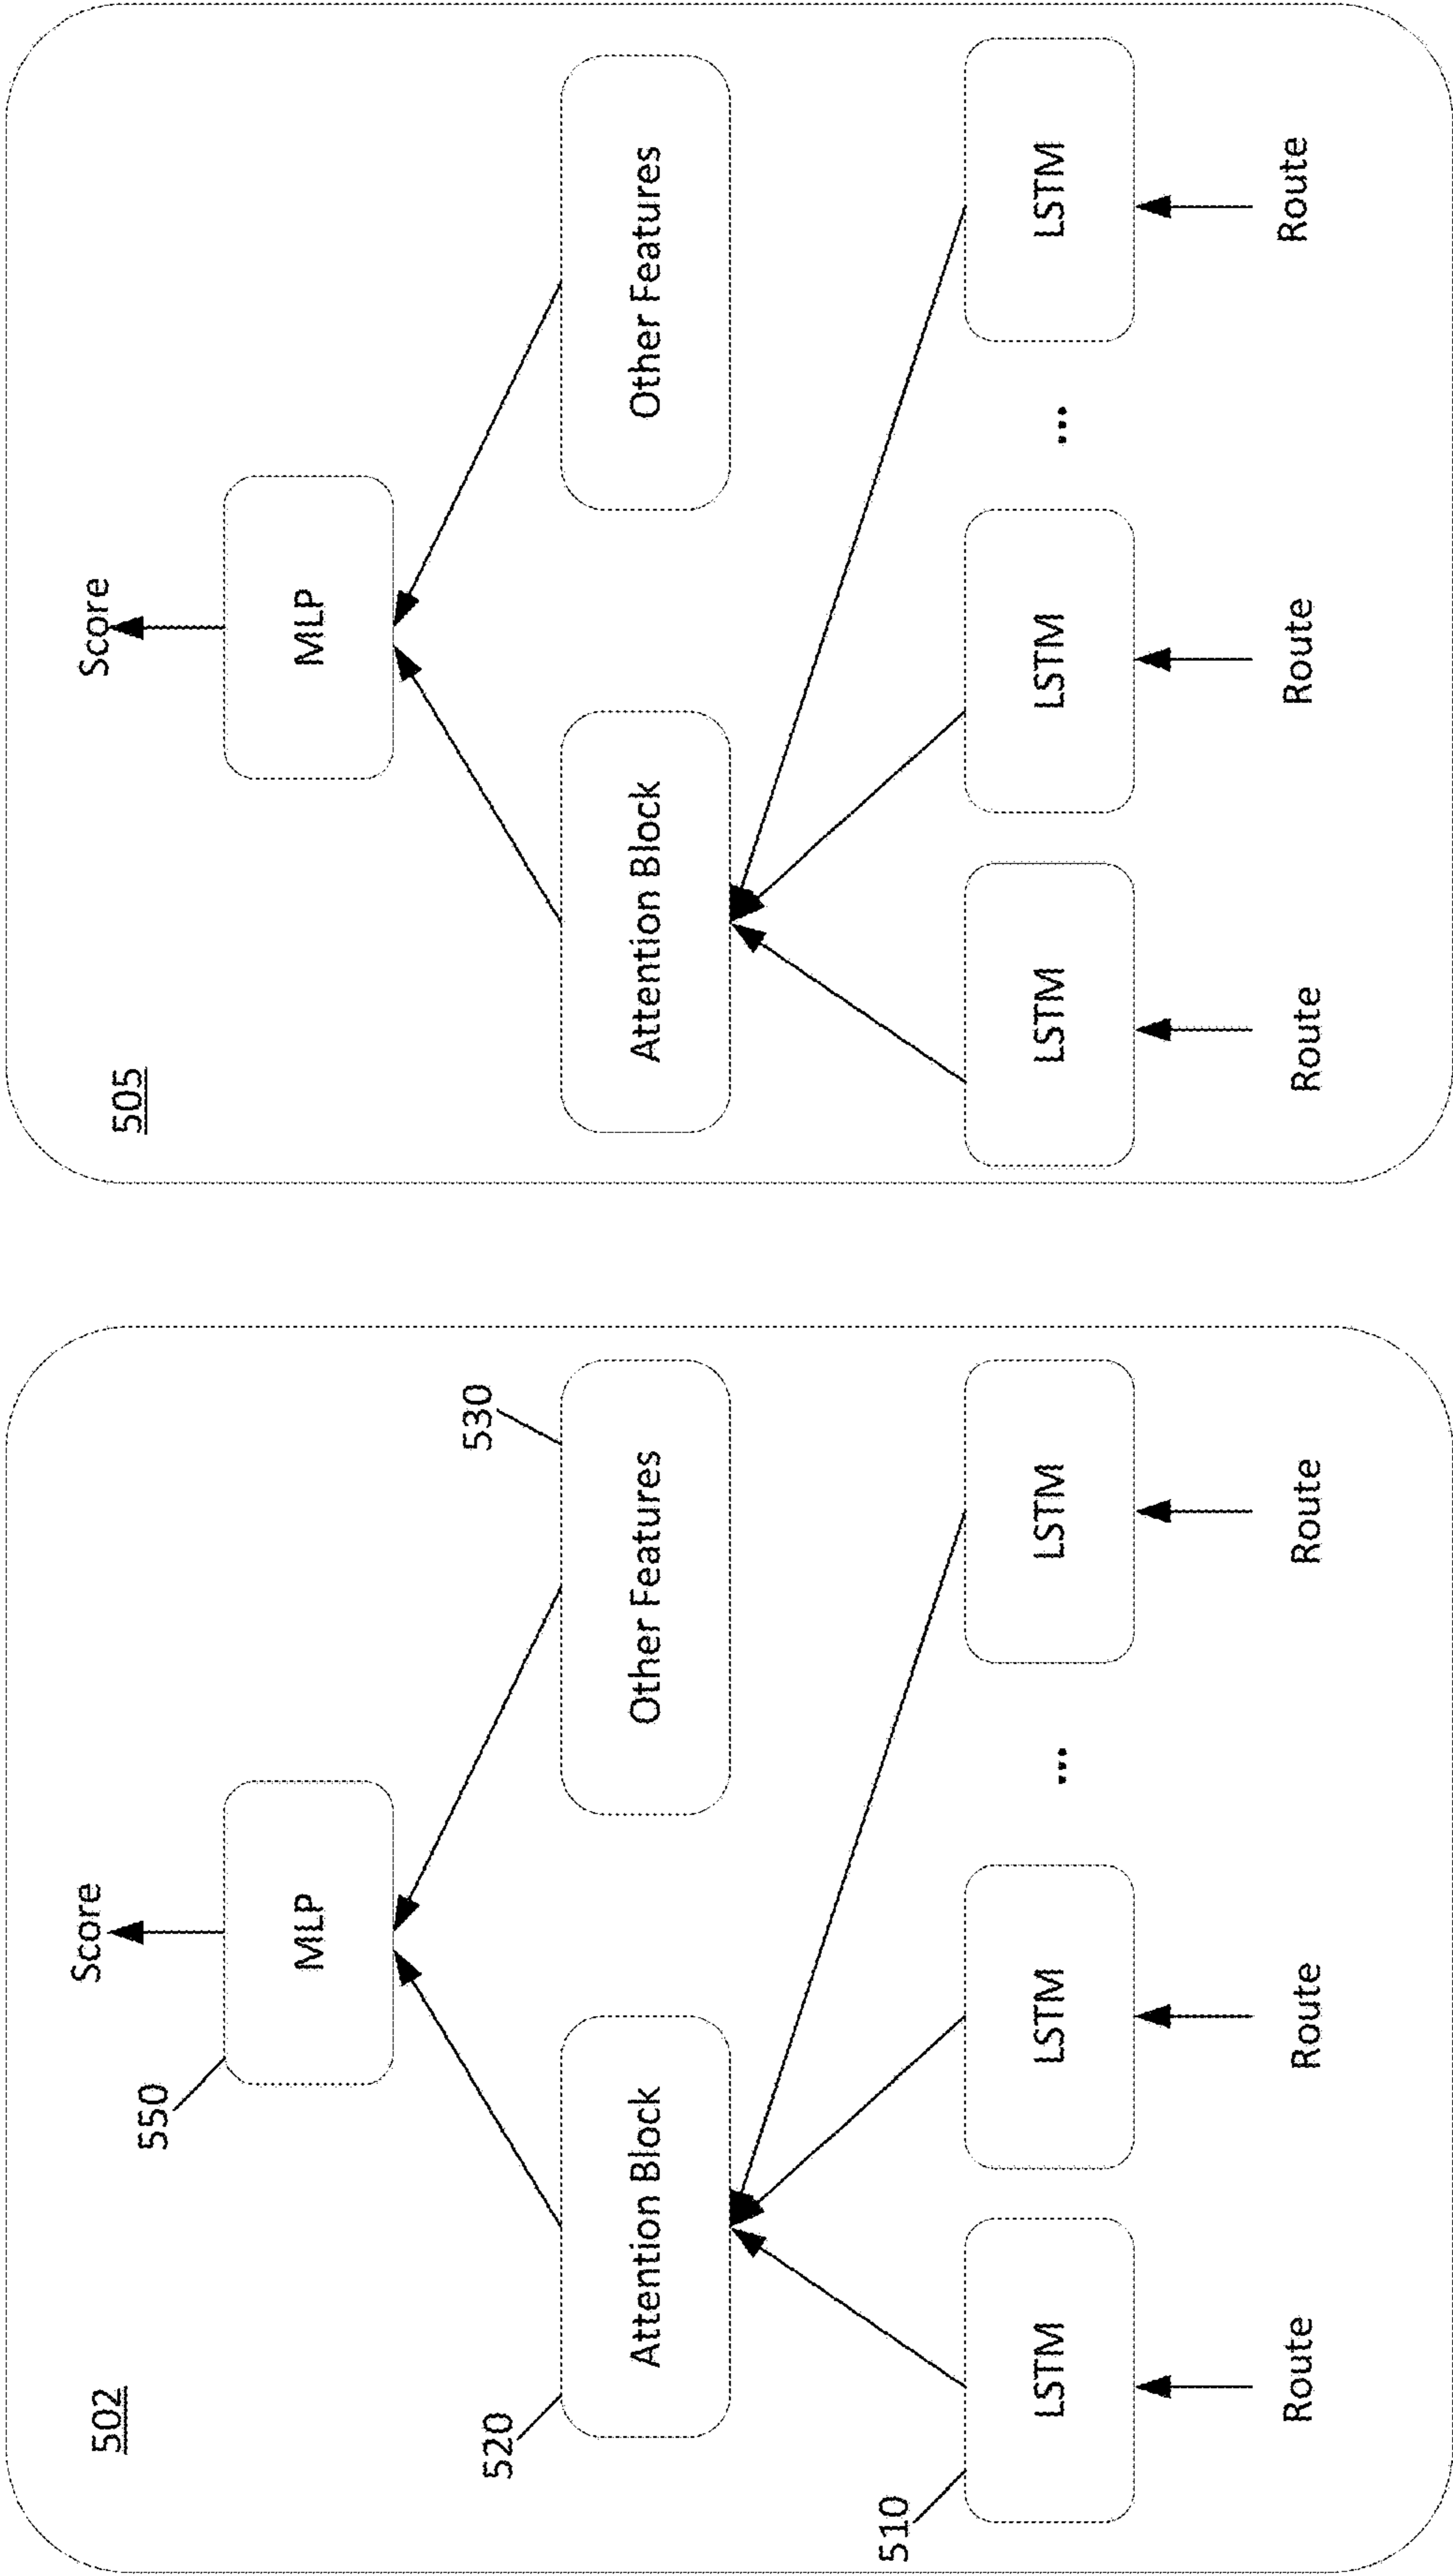 502
Score
550
MLP
530
520
Attention Block
Other Features
510
LSTM
LSTM
...
LSTM
Route
Route
Route
505
Score
MLP
Attention Block
Other Features
LSTM
LSTM
...
LSTM
Route
Route
Route